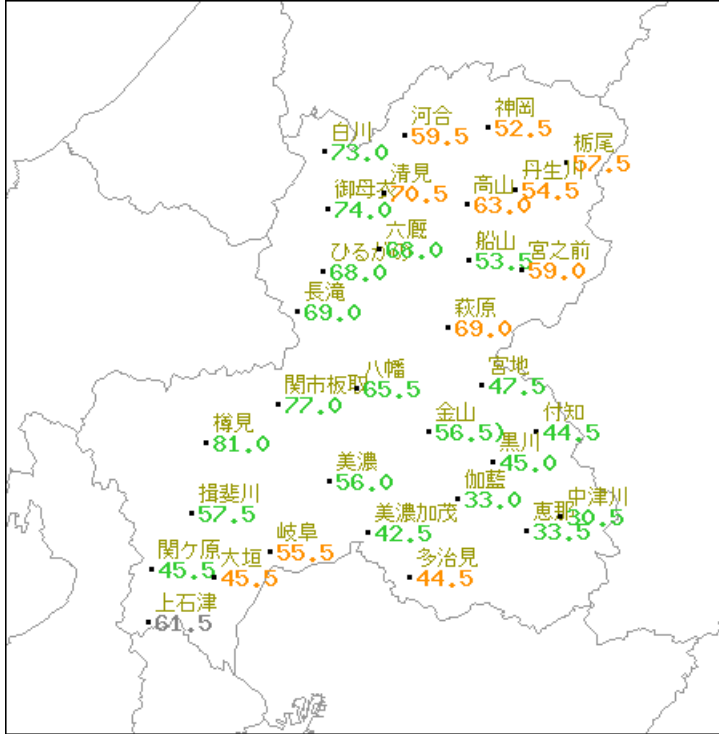 神岡
52.5
河合
59.5
白川
73.0
栃尾
57.5
清見
70.5
丹生川
54.5
高山
63.0
御母衣
74.0
六厩
68.0
船山
53.5
宮之前
59.0
ひるがの
68.0
長滝
69.0
萩原
69.0
八幡
65.5
宮地
47.5
関市板取
77.0
金山
56.5)
付知
44.5
樽見
81.0
黒川
45.0
美濃
56.0
伽藍
33.0
揖斐川
57.5
中津川
30.5
恵那
33.5
美濃加茂
42.5
岐阜
55.5
関ケ原
45.5
大垣
45.5
多治見
44.5
上石津
61.5